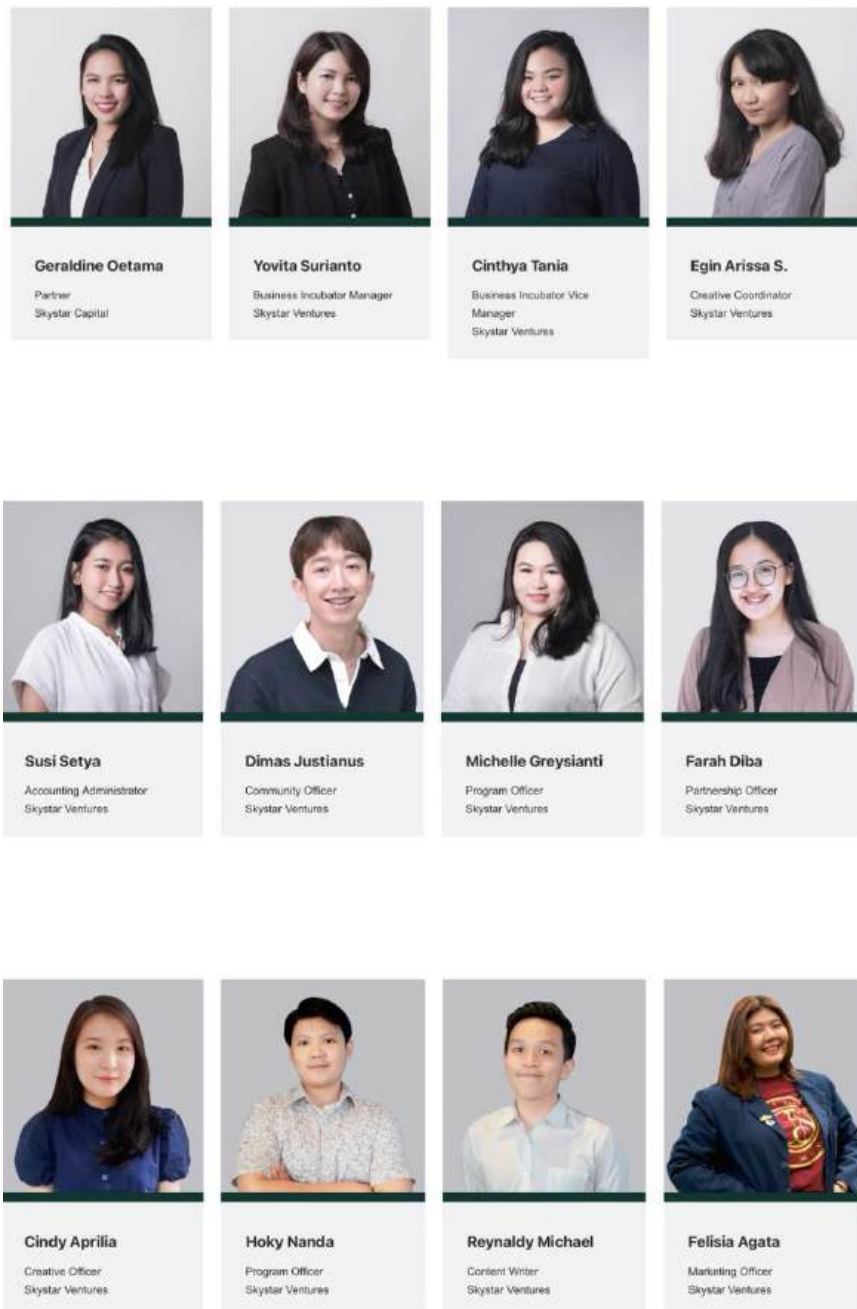 Geraldine Oetama
Partner
Skystar Capital
Yovita Surianto
Business Incubator Manager
Skystar Ventures
Cinthya Tania
Business Incubator Vice
Manager
Skystar Ventures
Egin Arissa S.
Creative Coordinator
Skystar Ventures
Susi Setya
Accounting Administrator
Skystar Ventures
Dimas Justianus
Community Officer
Skystar Ventures
Michelle Greysianti
Program Officer
Skystar Ventures
Farah Diba
Partnership Officer
Skystar Ventures
Cindy Aprilia
Creative Officer
Skystar Ventures
Hoky Nanda
Program Officer
Skystar Ventures
Reynaldy Michael
Content Writer
Skystar Ventures
Felisia Agata
Marketing Officer
Skystar Ventures